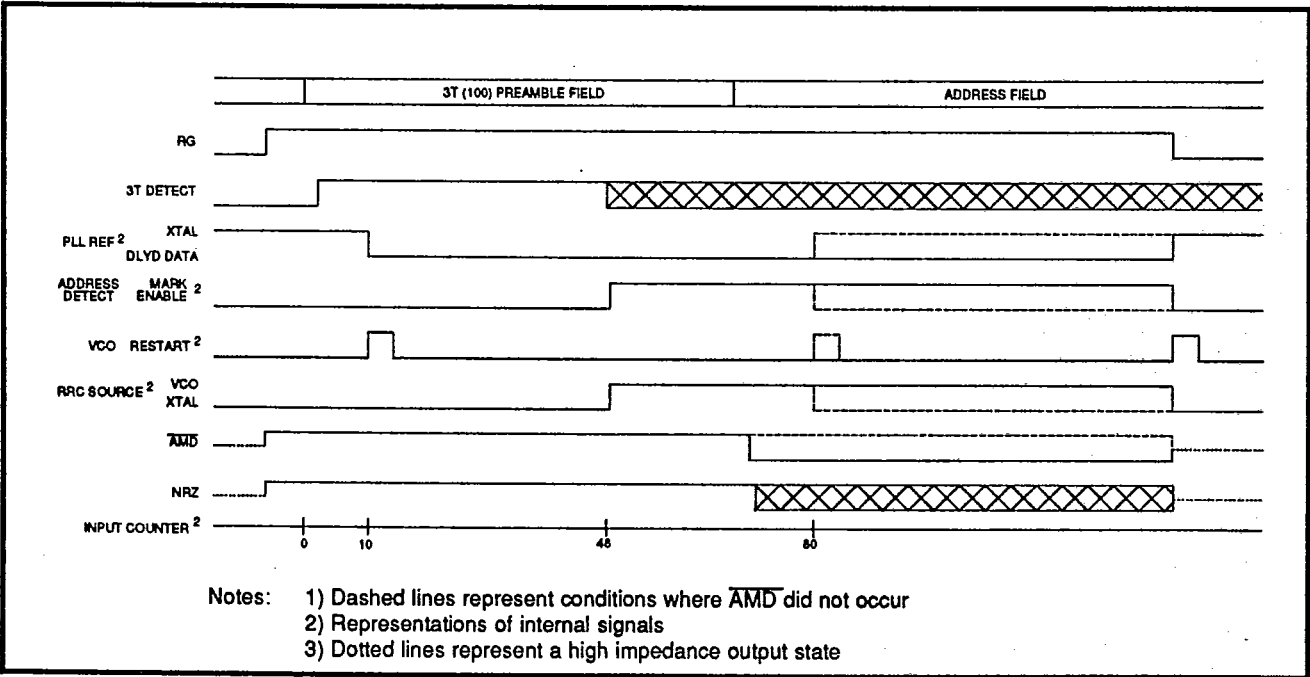 3T (100) PREAMBLE FIELD ADDRESS FIELD
RG
3T DETECT
PLL REF 2 XTAL
DLYD DATA
ADDRESS MARK
DETECT ENABLE 2
VCO RESTART 2
RRC SOURCE 2 VCO
XTAL
AMD
NRZ
INPUT COUNTER 2
0 10 48 80
Notes: 1) Dashed lines represent conditions where AMD did not occur
2) Representations of internal signals
3) Dotted lines represent a high impedance output state